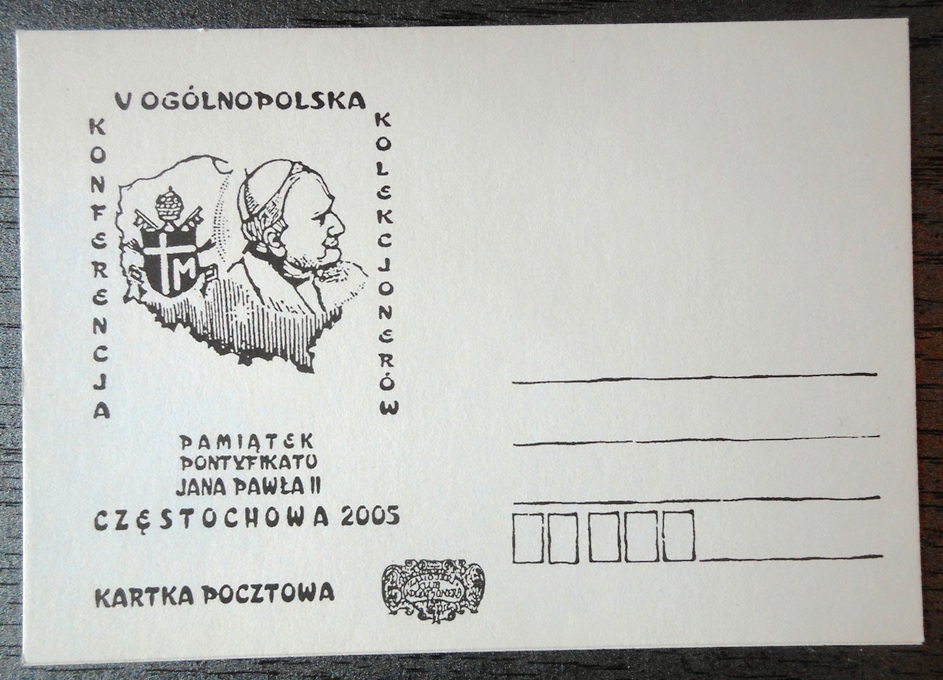 V OGÓLNOPOLSKA
KONFERENCJA
KOLEKCJONERÓW
M
PAMIĄTEK
PONTYFIKATU
JANA PAWŁA II
CZĘSTOCHOWA 2005
KARTKA POCZTOWA